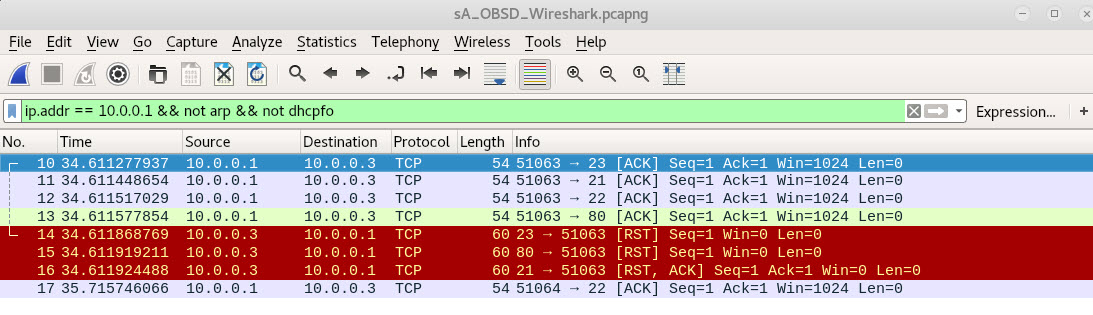 sA_OBSD_Wireshark.pcapng
File Edit View Go Capture Analyze Statistics Telephony Wireless Tools Help
ip.addr == 10.0.0.1 && not arp && not dhcpfo Expression... +
No. Time Source Destination Protocol Length Info
10 34.611277937 10.0.0.1 10.0.0.3 TCP 54 51063 → 23 [ACK] Seq=1 Ack=1 Win=1024 Len=0
11 34.611448654 10.0.0.1 10.0.0.3 TCP 54 51063 → 21 [ACK] Seq=1 Ack=1 Win=1024 Len=0
12 34.611517029 10.0.0.1 10.0.0.3 TCP 54 51063 → 22 [ACK] Seq=1 Ack=1 Win=1024 Len=0
13 34.611577854 10.0.0.1 10.0.0.3 TCP 54 51063 → 80 [ACK] Seq=1 Ack=1 Win=1024 Len=0
14 34.611868769 10.0.0.3 10.0.0.1 TCP 60 23 → 51063 [RST] Seq=1 Win=0 Len=0
15 34.611919211 10.0.0.3 10.0.0.1 TCP 60 80 → 51063 [RST] Seq=1 Win=0 Len=0
16 34.611924488 10.0.0.3 10.0.0.1 TCP 60 21 → 51063 [RST, ACK] Seq=1 Ack=1 Win=0 Len=0
17 35.715746066 10.0.0.1 10.0.0.3 TCP 54 51064 → 22 [ACK] Seq=1 Ack=1 Win=1024 Len=0